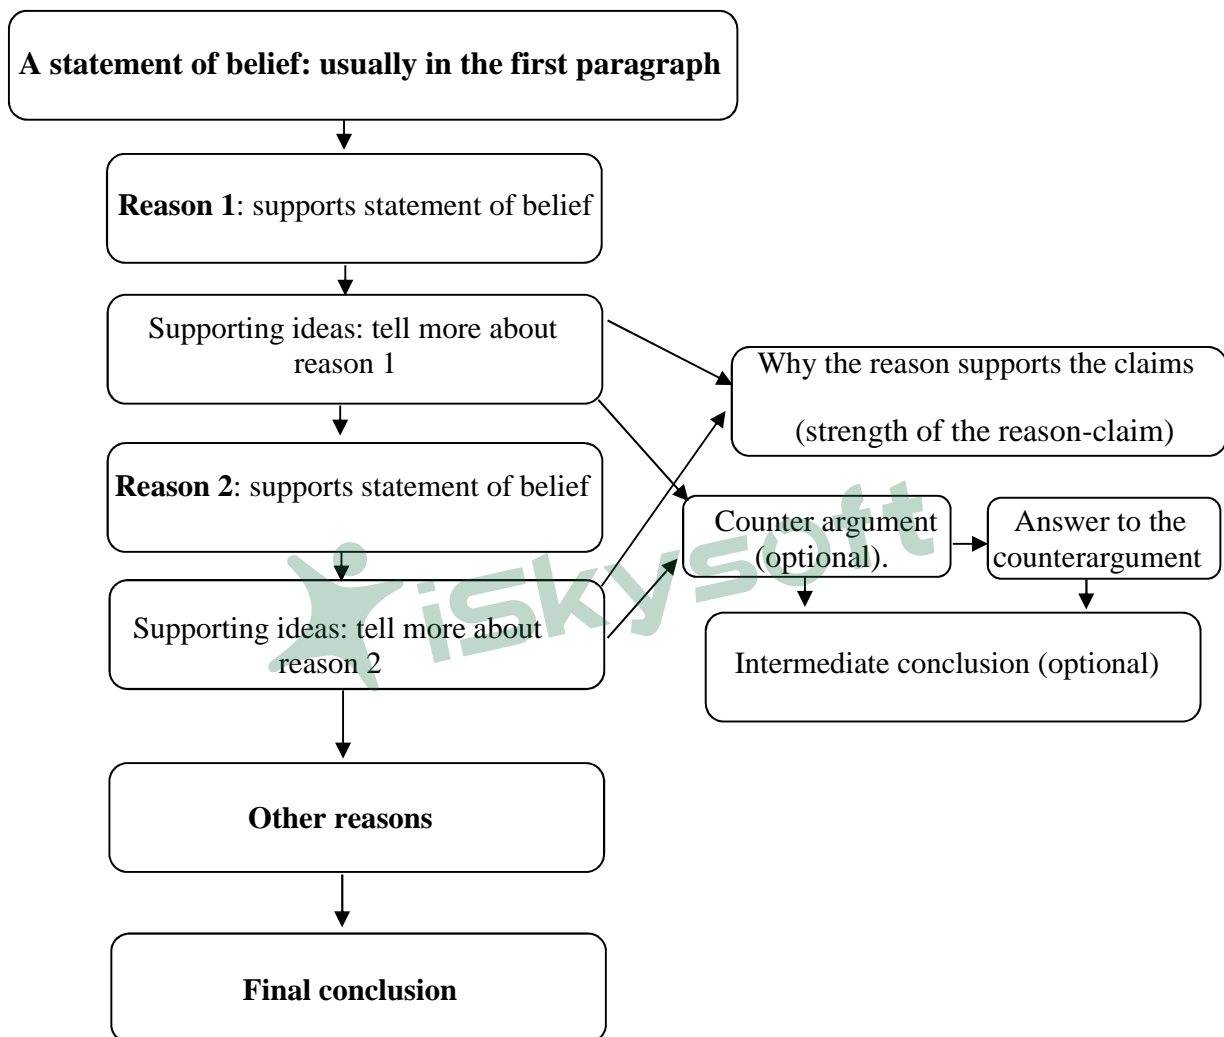 A statement of belief: usually in the first paragraph
Reason 1: supports statement of belief
Supporting ideas: tell more about
reason 1
Why the reason supports the claims
(strength of the reason-claim)
Reason 2: supports statement of belief
Counter argument
(optional).
Answer to the
counterargument
Supporting ideas: tell more about
reason 2
Intermediate conclusion (optional)
Other reasons
Final conclusion
iSkysoft